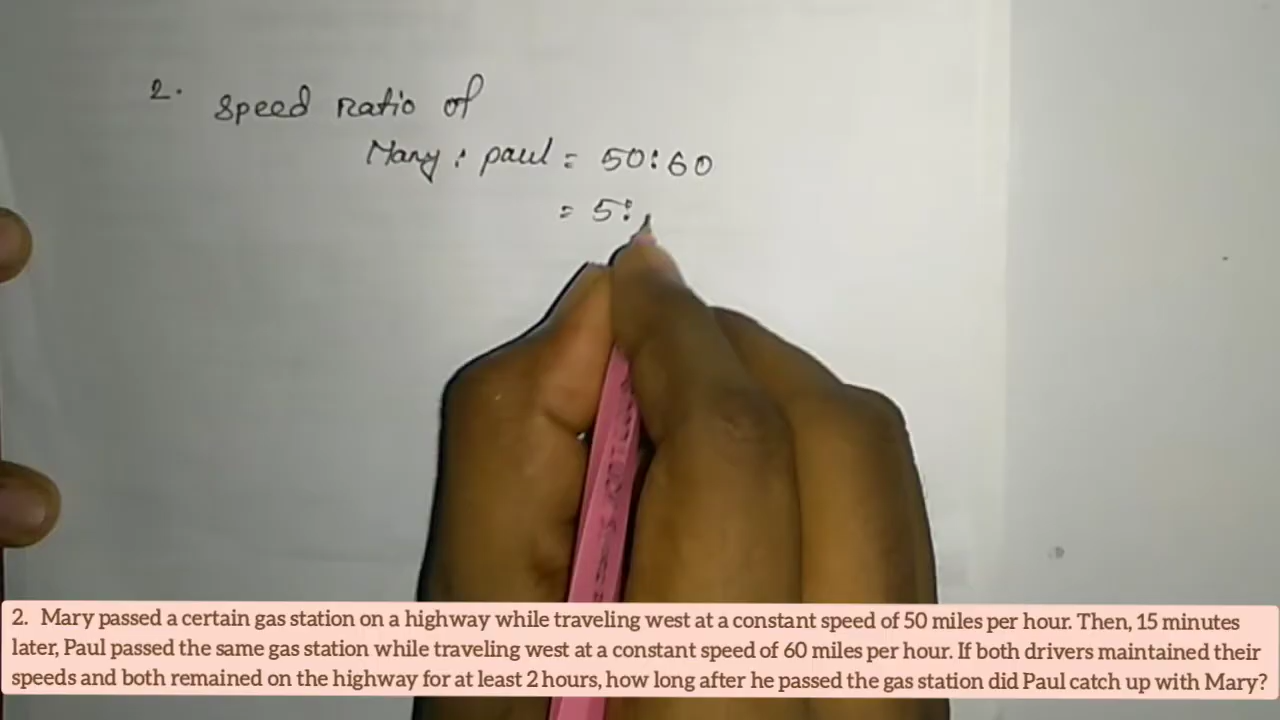 2. speed ratio of
Mary : paul = 50:60
= 5:
2. Mary passed a certain gas station on a highway while traveling west at a constant speed of 50 miles per hour. Then, 15 minutes
later, Paul passed the same gas station while traveling west at a constant speed of 60 miles per hour. If both drivers maintained their
speeds and both remained on the highway for at least 2 hours, how long after he passed the gas station did Paul catch up with Mary?